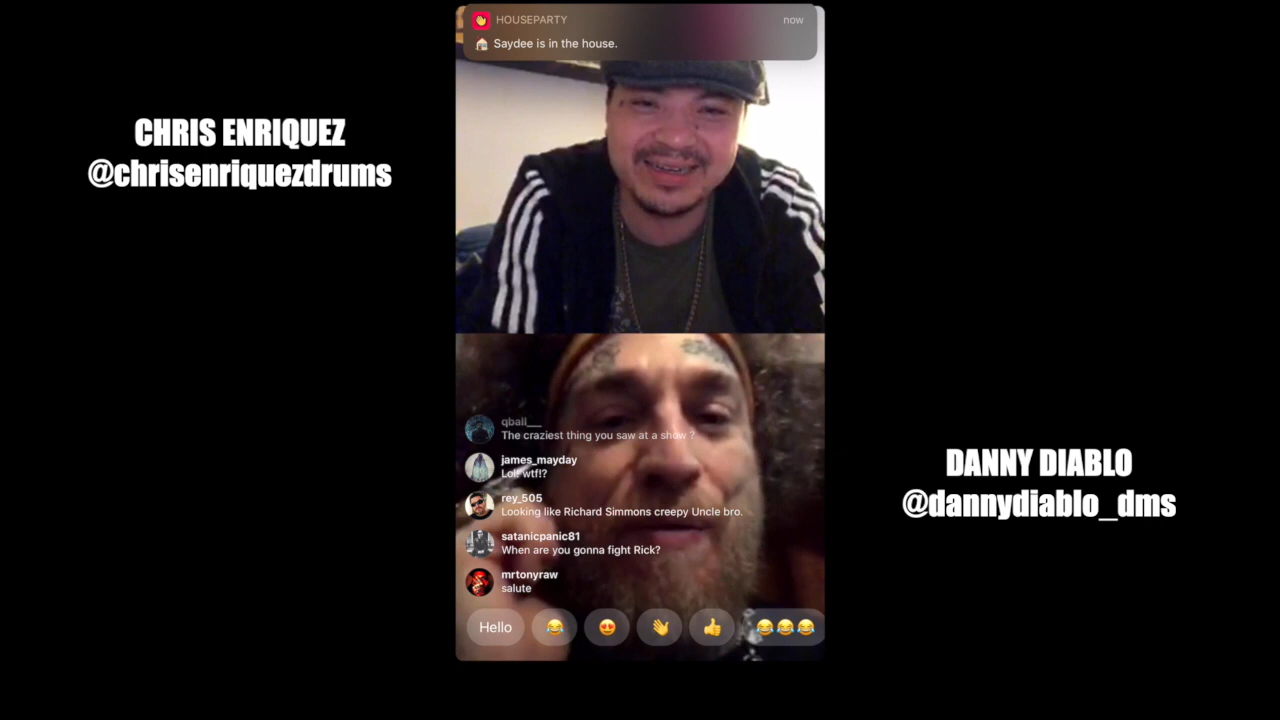 HOUSEPARTY now
🏠 Saydee is in the house.
CHRIS ENRIQUEZ
@chrisenriquezdrums
qball___
The craziest thing you saw at a show ?
james_mayday
Lol! wtf!?
rey_505
Looking like Richard Simmons creepy Uncle bro.
satanicpanic81
When are you gonna fight Rick?
mrtonyraw
salute
Hello 😂 😍 👋 👍 😂😂😂
DANNY DIABLO
@dannydiablo_dms